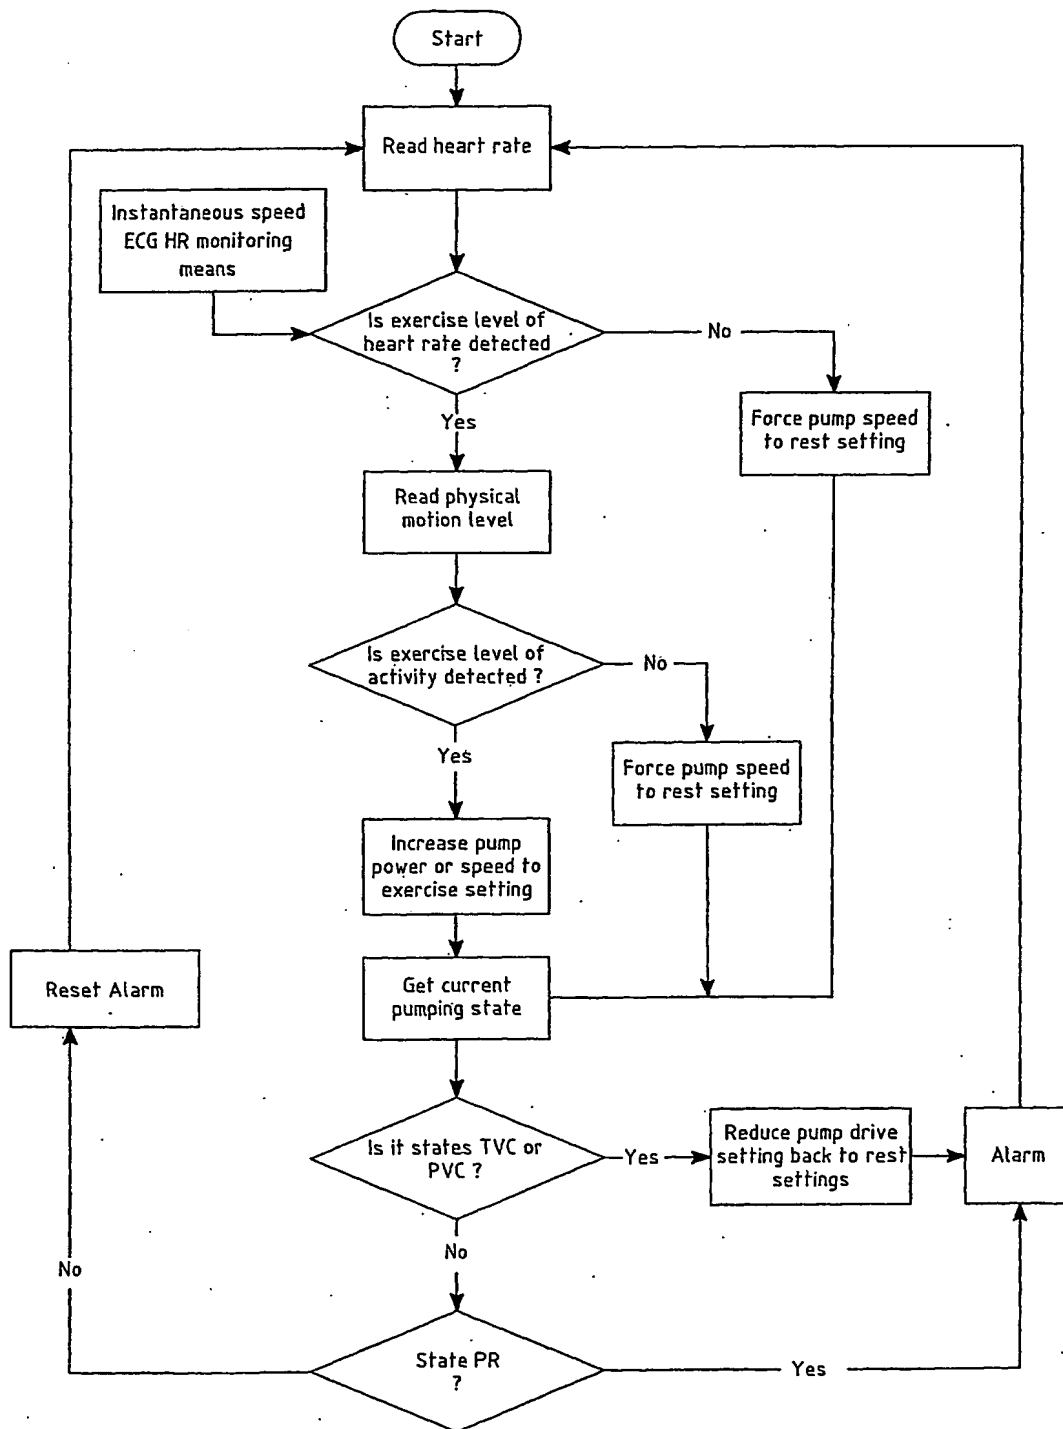 Start
Read heart rate
Instantaneous speed
ECG HR monitoring
means
Is exercise level of
heart rate detected
?
No
Yes
Force pump speed
to rest setting
Read physical
motion level
Is exercise level of
activity detected ?
No
Yes
Force pump speed
to rest setting
Increase pump
power or speed to
exercise setting
Reset Alarm
Get current
pumping state
Is it states TVC or
PVC ?
Yes
Reduce pump drive
setting back to rest
settings
Alarm
No
No
State PR
?
Yes